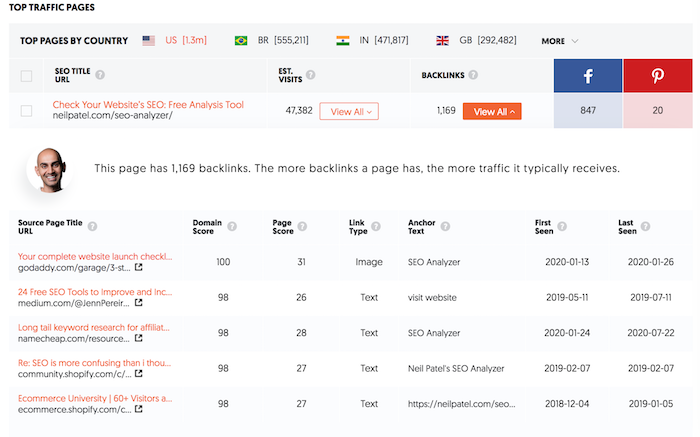 TOP TRAFFIC PAGES
TOP PAGES BY COUNTRY US [1.3m] BR [555,211] IN [471,817] GB [292,482] MORE
SEO TITLE URL ? EST. VISITS ? BACKLINKS ? f
Check Your Website's SEO: Free Analysis Tool
neilpatel.com/seo-analyzer/
47,382 View All 1,169 View All 847 20
This page has 1,169 backlinks. The more backlinks a page has, the more traffic it typically receives.
Source Page Title URL ? Domain Score ? Page Score ? Link Type ? Anchor Text ? First Seen ? Last Seen ?
Your complete website launch checkl...
godaddy.com/garage/3-st...
100 31 Image SEO Analyzer 2020-01-13 2020-01-26
24 Free SEO Tools to Improve and Inc...
medium.com/@JennPereir...
98 26 Text visit website 2019-05-11 2019-07-11
Long tail keyword research for affiliat...
namecheap.com/resource...
98 28 Text SEO Analyzer 2020-01-24 2020-07-22
Re: SEO is more confusing than i thou...
community.shopify.com/c/...
98 27 Text Neil Patel's SEO Analyzer 2019-02-07 2019-02-07
Ecommerce University | 60+ Visitors a...
ecommerce.shopify.com/c...
98 27 Text https://neilpatel.com/seo... 2018-12-04 2019-01-05